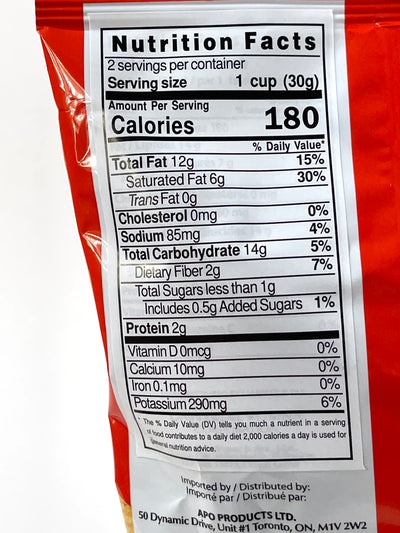 Nutrition Facts
2 servings per container
Serving size 1 cup (30g)
Amount Per Serving
Calories 180
% Daily Value*
Total Fat 12g 15%
Saturated Fat 6g 30%
Trans Fat 0g
Cholesterol 0mg 0%
Sodium 85mg 4%
Total Carbohydrate 14g 5%
Dietary Fiber 2g 7%
Total Sugars less than 1g
Includes 0.5g Added Sugars 1%
Protein 2g
Vitamin D 0mcg 0%
Calcium 10mg 0%
Iron 0.1mg 0%
Potassium 290mg 6%
* The % Daily Value (DV) tells you much a nutrient in a serving
of food contributes to a daily diet 2,000 calories a day is used for
general nutrition advice.
Imported by / Distributed by:
Importé par / Distribué par:
APO PRODUCTS LTD.
50 Dynamic Drive, Unit #1 Toronto, ON, M1V 2W2